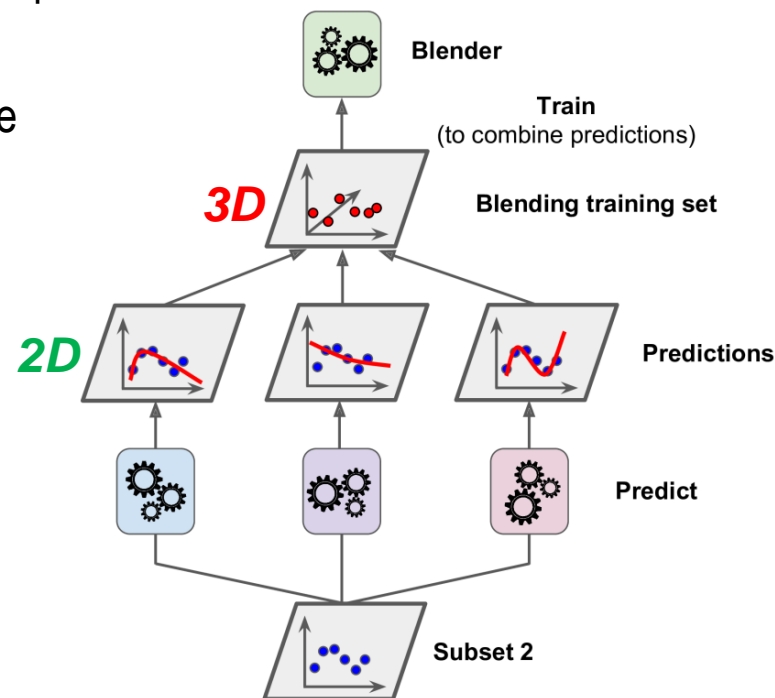 Blender
e
Train
(to combine predictions)
3D
Blending training set
2D
Predictions
Predict
Subset 2